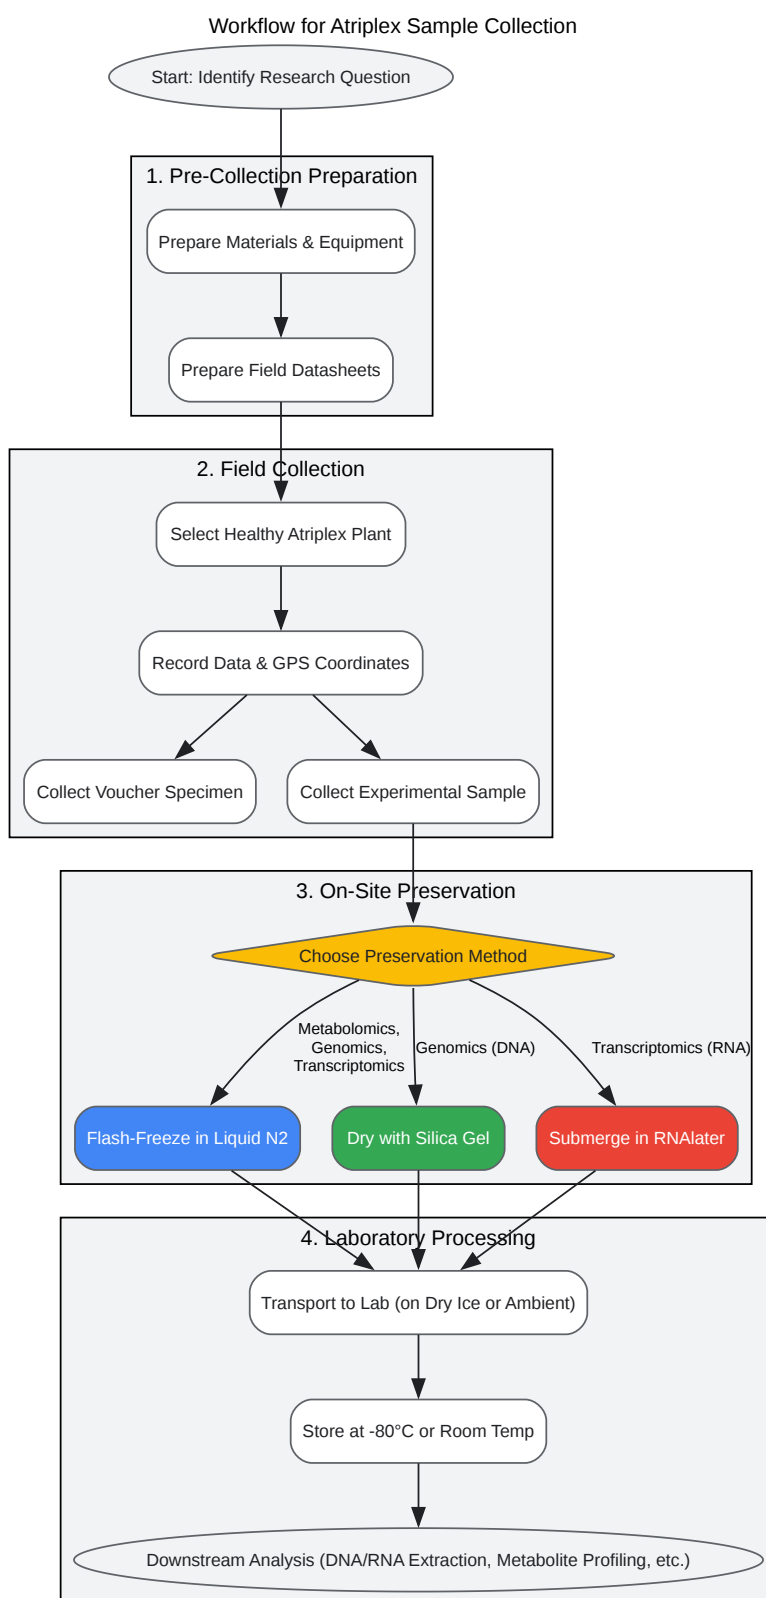 Workflow for Atriplex Sample Collection
Start: Identify Research Question
1. Pre-Collection Preparation
Prepare Materials & Equipment
Prepare Field Datasheets
2. Field Collection
Select Healthy Atriplex Plant
Record Data & GPS Coordinates
Collect Voucher Specimen
Collect Experimental Sample
3. On-Site Preservation
Choose Preservation Method
Metabolomics,
Genomics,
Transcriptomics
Genomics (DNA)
Transcriptomics (RNA)
Flash-Freeze in Liquid N2
Dry with Silica Gel
Submerge in RNAlater
4. Laboratory Processing
Transport to Lab (on Dry Ice or Ambient)
Store at -80°C or Room Temp
Downstream Analysis (DNA/RNA Extraction, Metabolite Profiling, etc.)